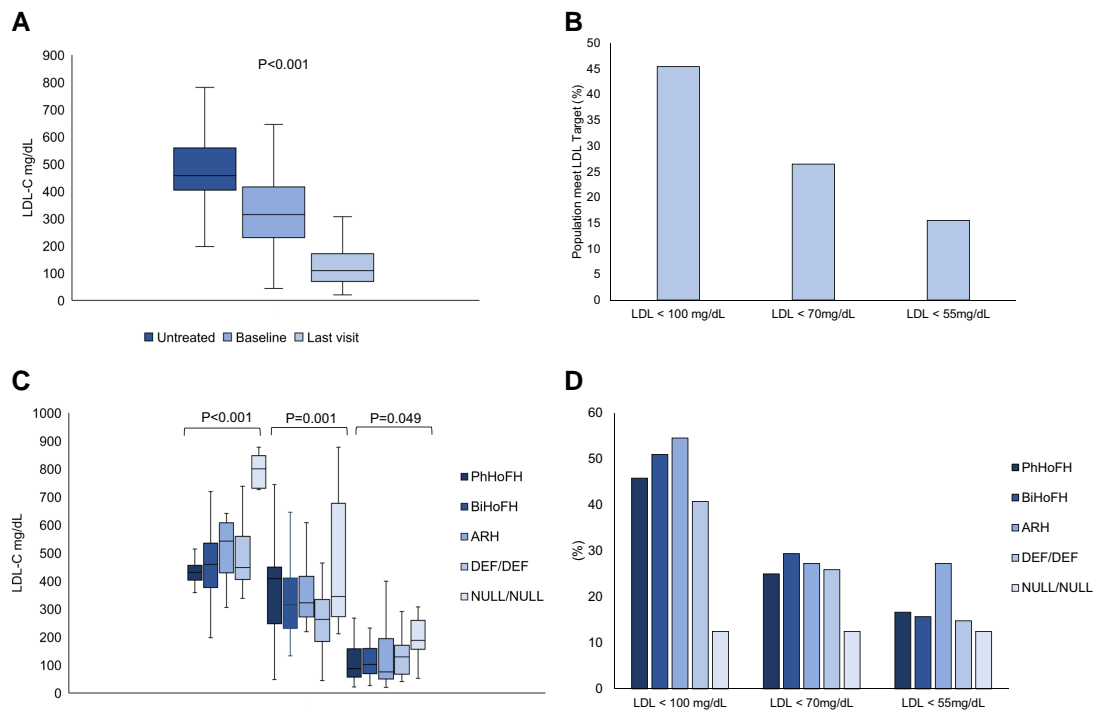 A
900
800
700
600
500
400
300
200
100
0
LDL-C mg/dL
P<0.001
Untreated Baseline Last visit
B
50
45
40
35
30
25
20
15
10
5
0
Population meet LDL Target (%)
LDL < 100 mg/dL LDL < 70mg/dL LDL < 55mg/dL
C
1000
900
800
700
600
500
400
300
200
100
0
LDL-C mg/dL
P<0.001 P=0.001 P=0.049
PhHoFH
BiHoFH
ARH
DEF/DEF
NULL/NULL
D
60
50
40
30
20
10
0
(%)
LDL < 100 mg/dL LDL < 70mg/dL LDL < 55mg/dL
PhHoFH
BiHoFH
ARH
DEF/DEF
NULL/NULL